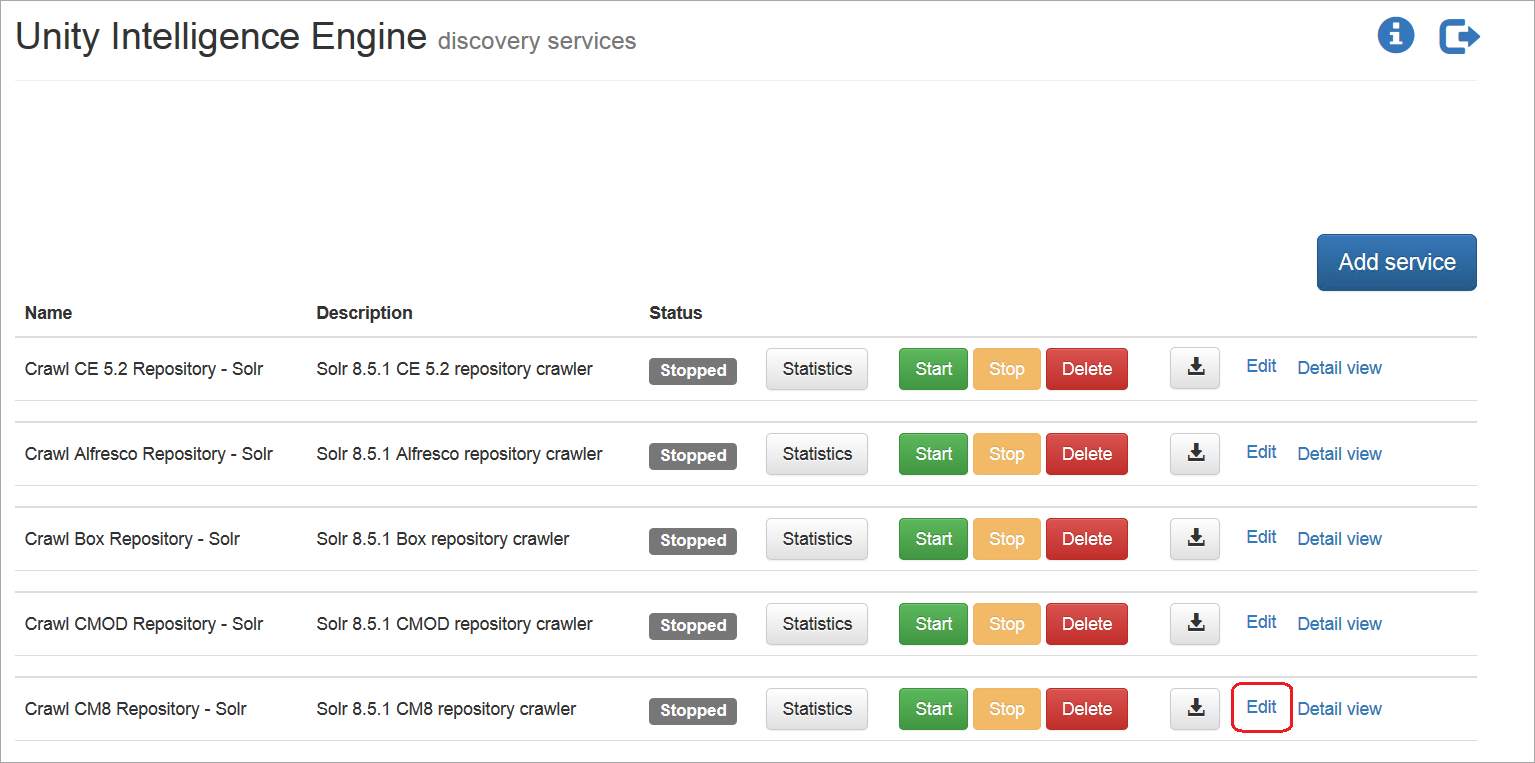 Unity Intelligence Engine discovery services
Add service
Name Description Status
Crawl CE 5.2 Repository - Solr Solr 8.5.1 CE 5.2 repository crawler Stopped Statistics Start Stop Delete Edit Detail view
Crawl Alfresco Repository - Solr Solr 8.5.1 Alfresco repository crawler Stopped Statistics Start Stop Delete Edit Detail view
Crawl Box Repository - Solr Solr 8.5.1 Box repository crawler Stopped Statistics Start Stop Delete Edit Detail view
Crawl CMOD Repository - Solr Solr 8.5.1 CMOD repository crawler Stopped Statistics Start Stop Delete Edit Detail view
Crawl CM8 Repository - Solr Solr 8.5.1 CM8 repository crawler Stopped Statistics Start Stop Delete Edit Detail view